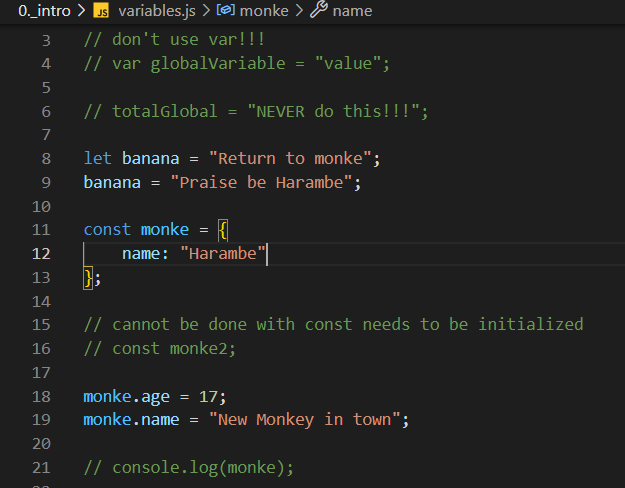 0._intro > JS variables.js > monke > name
3 // don't use var!!!
4 // var globalVariable = "value";
5
6 // totalGlobal = "NEVER do this!!!";
7
8 let banana = "Return to monke";
9 banana = "Praise be Harambe";
10
11 const monke = {
12 name: "Harambe"
13 };
14
15 // cannot be done with const needs to be initialized
16 // const monke2;
17
18 monke.age = 17;
19 monke.name = "New Monkey in town";
20
21 // console.log(monke);